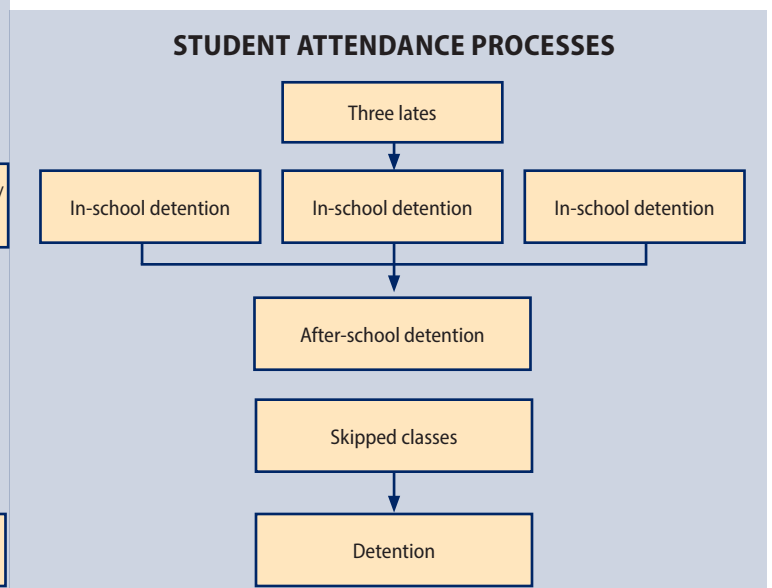 STUDENT ATTENDANCE PROCESSES
Three lates
In-school detention
In-school detention
In-school detention
After-school detention
Skipped classes
Detention